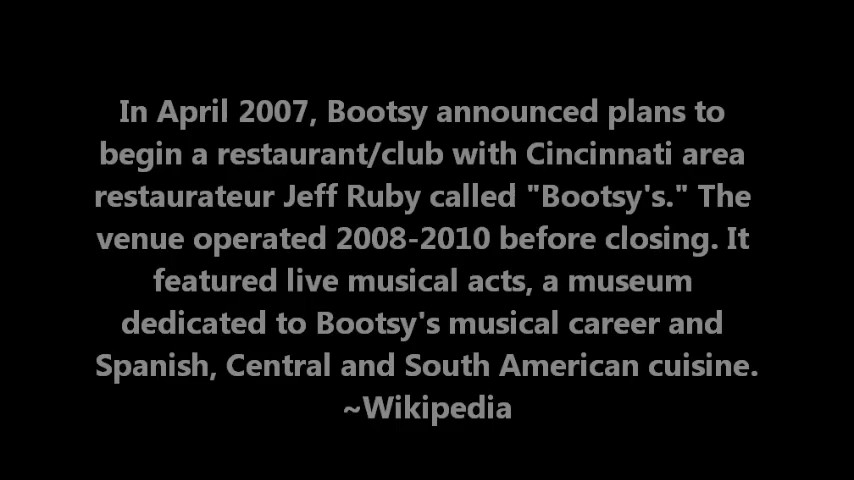 In April 2007, Bootsy announced plans to
begin a restaurant/club with Cincinnati area
restaurateur Jeff Ruby called "Bootsy's." The
venue operated 2008-2010 before closing. It
featured live musical acts, a museum
dedicated to Bootsy's musical career and
Spanish, Central and South American cuisine.
~Wikipedia